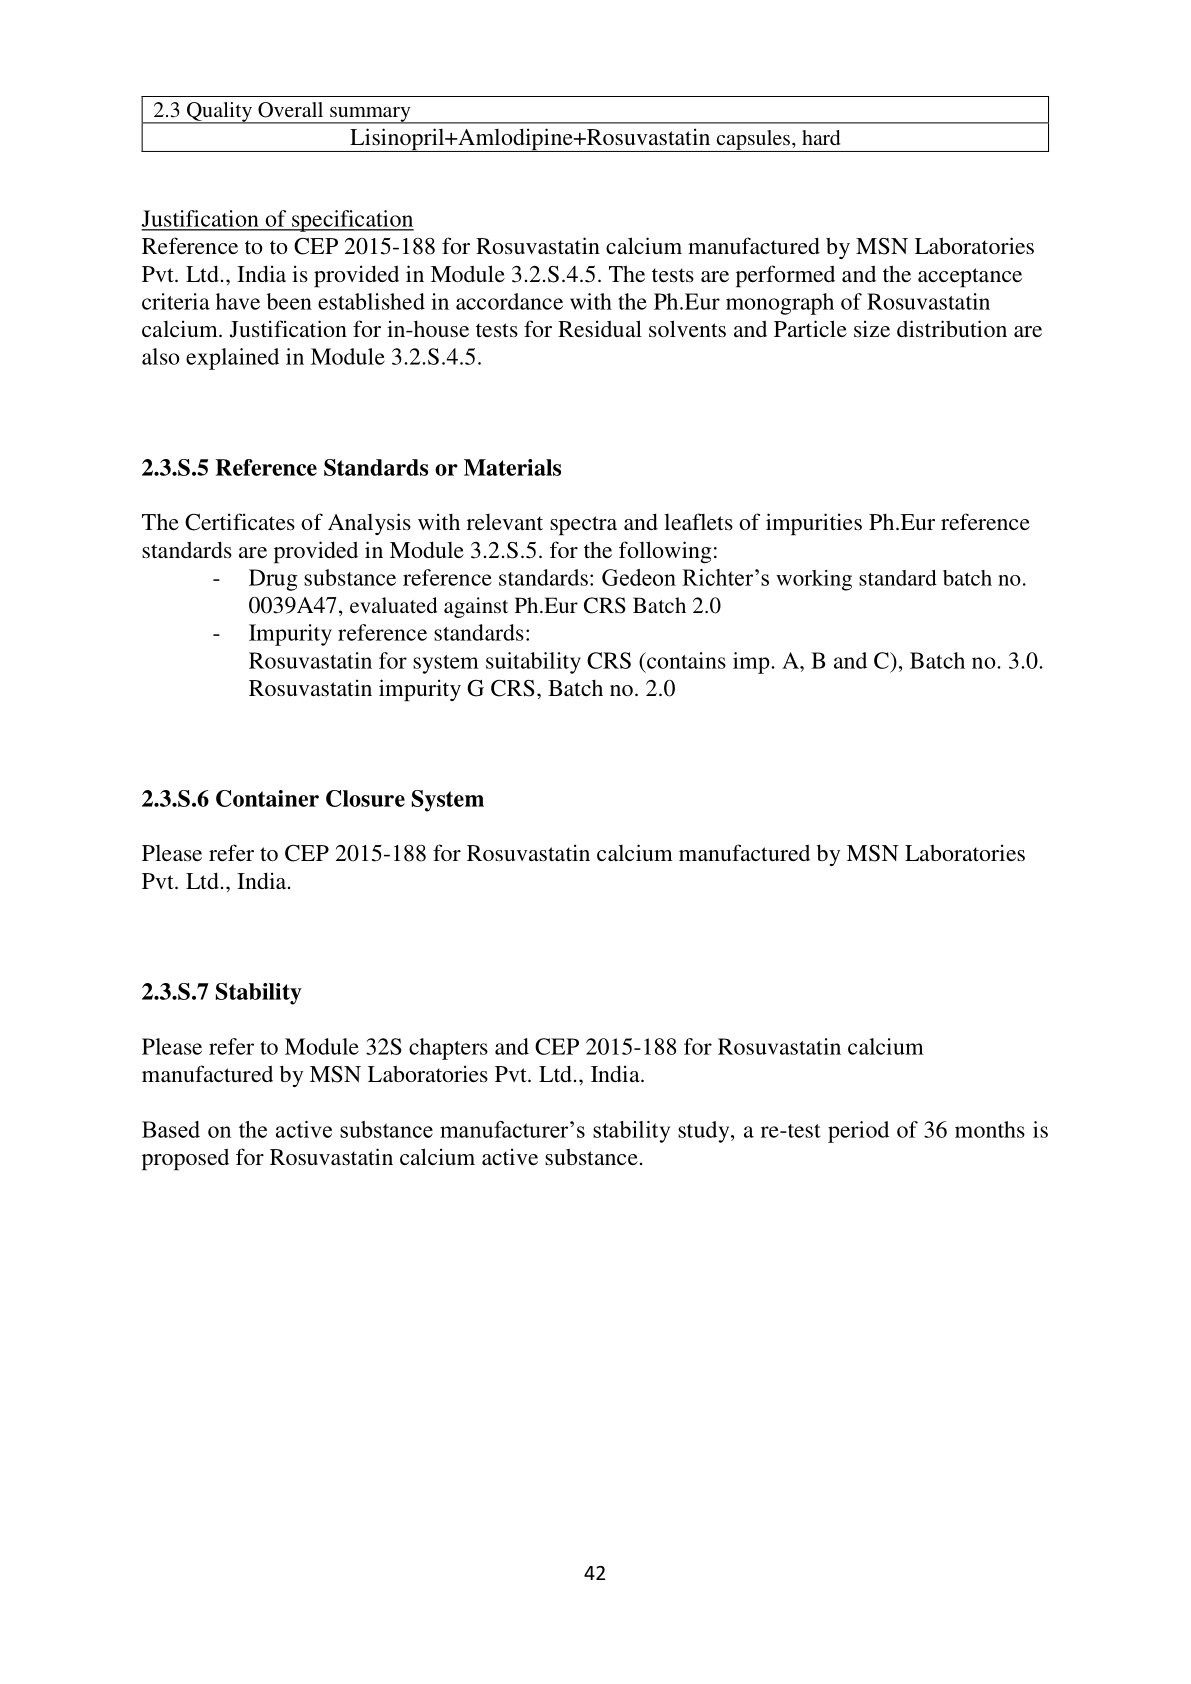 2.3 Quality Overall summary
Lisinopril+Amlodipine+Rosuvastatin capsules, hard
Justification of specification
Reference to to CEP 2015-188 for Rosuvastatin calcium manufactured by MSN Laboratories
Pvt. Ltd., India is provided in Module 3.2.S.4.5. The tests are performed and the acceptance
criteria have been established in accordance with the Ph.Eur monograph of Rosuvastatin
calcium. Justification for in-house tests for Residual solvents and Particle size distribution are
also explained in Module 3.2.S.4.5.
2.3.S.5 Reference Standards or Materials
The Certificates of Analysis with relevant spectra and leaflets of impurities Ph.Eur reference
standards are provided in Module 3.2.S.5. for the following:
- Drug substance reference standards: Gedeon Richter’s working standard batch no.
0039A47, evaluated against Ph.Eur CRS Batch 2.0
- Impurity reference standards:
Rosuvastatin for system suitability CRS (contains imp. A, B and C), Batch no. 3.0.
Rosuvastatin impurity G CRS, Batch no. 2.0
2.3.S.6 Container Closure System
Please refer to CEP 2015-188 for Rosuvastatin calcium manufactured by MSN Laboratories
Pvt. Ltd., India.
2.3.S.7 Stability
Please refer to Module 32S chapters and CEP 2015-188 for Rosuvastatin calcium
manufactured by MSN Laboratories Pvt. Ltd., India.
Based on the active substance manufacturer’s stability study, a re-test period of 36 months is
proposed for Rosuvastatin calcium active substance.
42